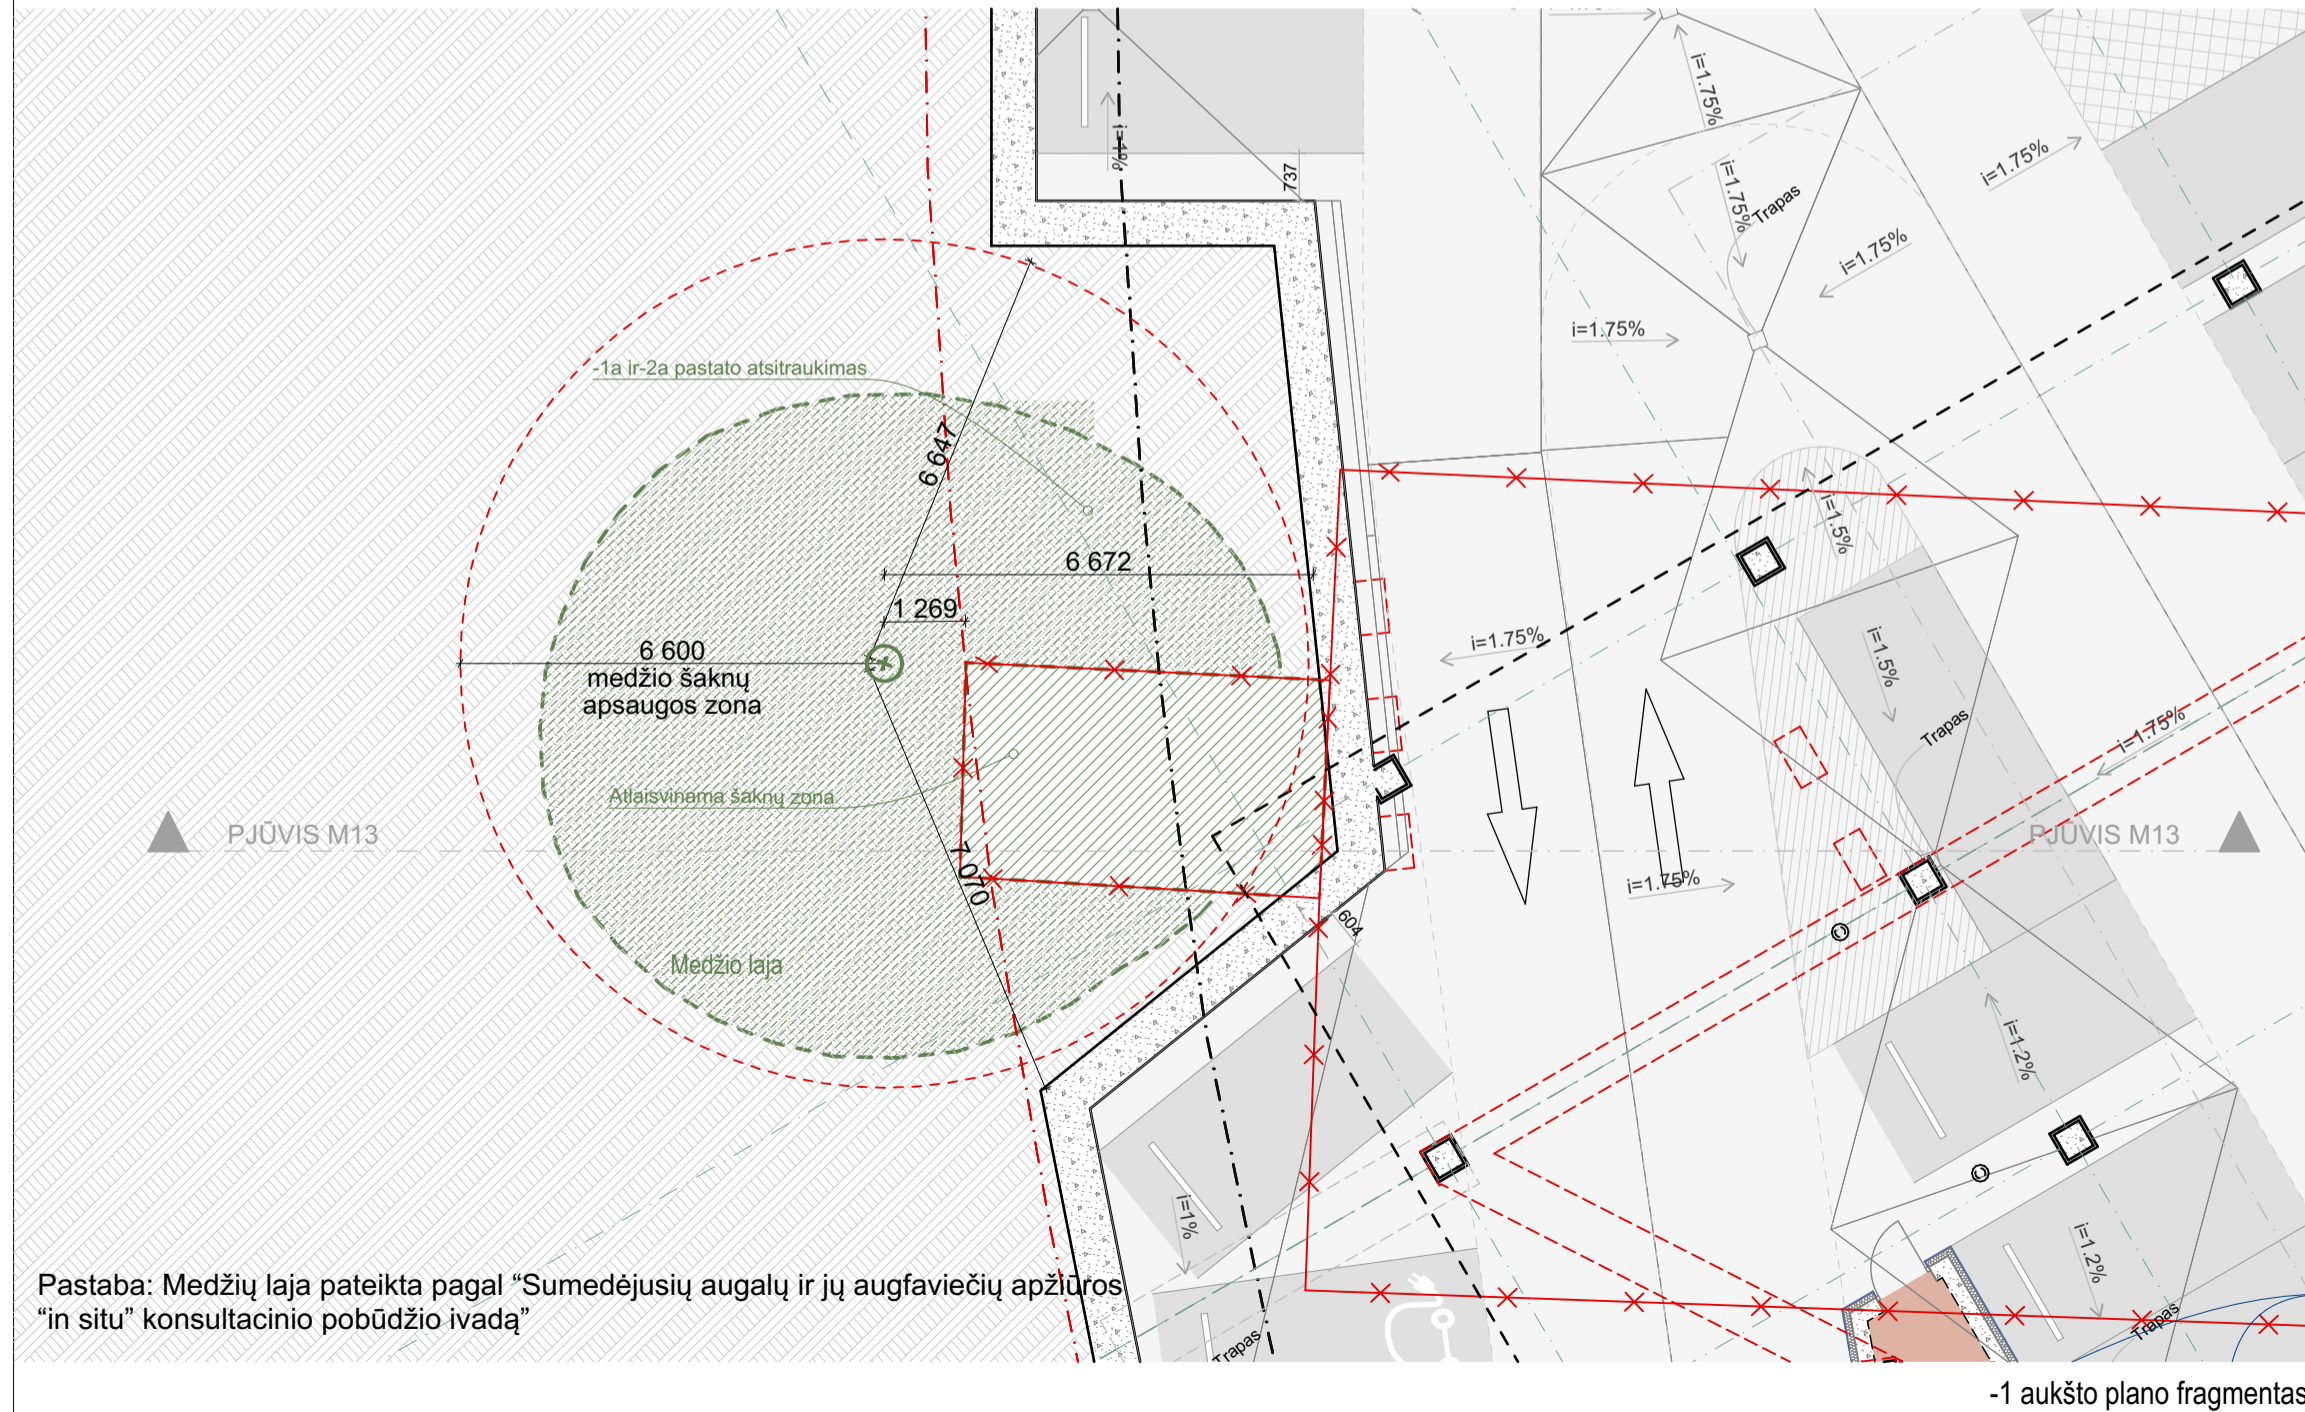 i=1.75%
i=1%
737
i=1.75%
Trapas
i=1.75%
i=1.75%
i=1.75%
-1a ir-2a pastato atsitraukimas
6 647
6 672
1 269
6 600
medžio šaknų
apsaugos zona
i=1.5%
i=1.75%
i=1.5%
Trapas
i=1.75%
Atlaisvinama šaknų zona
PJŪVIS M13
PJŪVIS M13
7 070
i=1.75%
604
Medžio laja
i=1.2%
i=1%
i=1.2%
Pastaba: Medžių laja pateikta pagal “Sumedėjusių augalų ir jų augfaviečių apžiūros
“in situ” konsultacinio pobūdžio ivadą”
Trapas
Trapas
-1 aukšto plano fragmentas